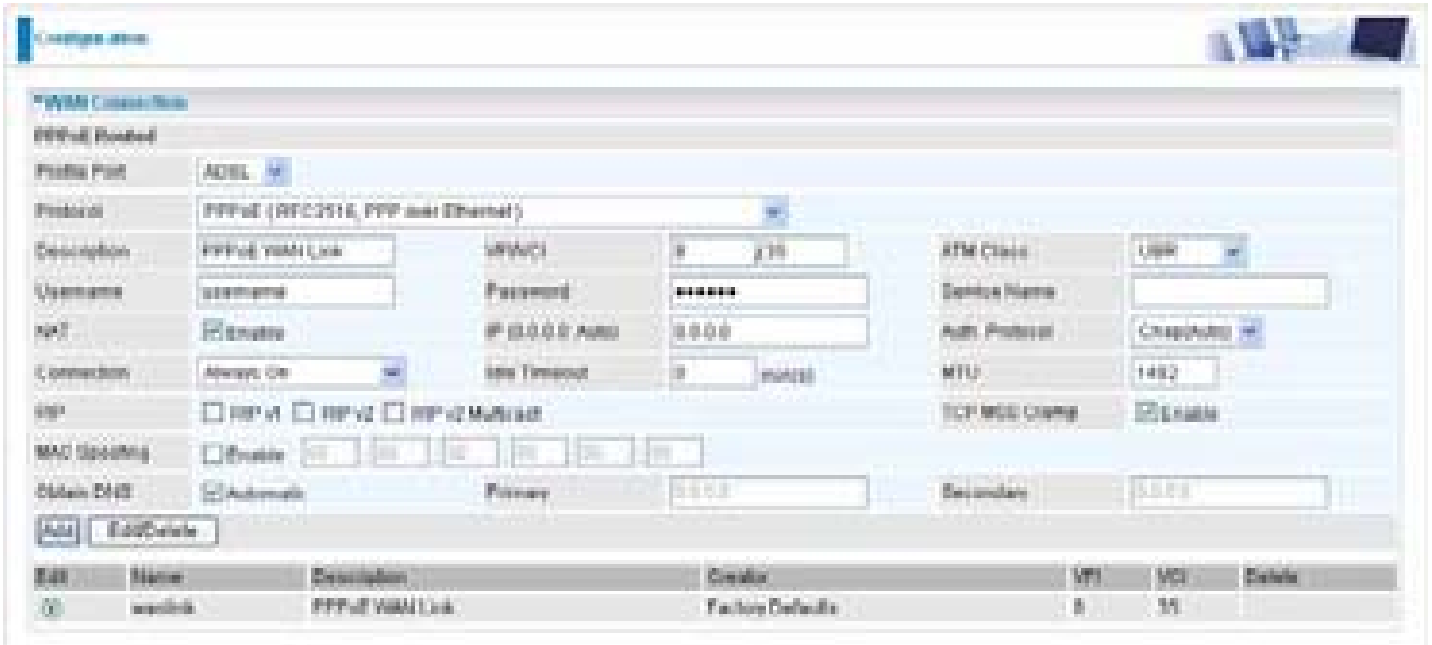 Configuration
WAN Connection
PPPoE Routed
Profile Port ADSL
Protocol PPPoE (RFC2516, PPP over Ethernet)
Description PPPoE WAN Link VPI/VCI 8 / 35 ATM Class UBR
Username username Password •••••• Service Name
NAT Enable IP (0.0.0.0: Auto) 0.0.0.0 Auth. Protocol Chap(Auto)
Connection Always On Idle Timeout 0 min(s) MTU 1492
RIP RIP v1 RIP v2 RIP v2 Multicast TCP MSS Clamp Enable
MAC Spoofing Enable
Obtain DNS Automatic Primary Secondary
Add Edit/Delete
Edit Name Description Creator VPI VCI Delete
wanlink PPPoE WAN Link Factory Defaults 8 35